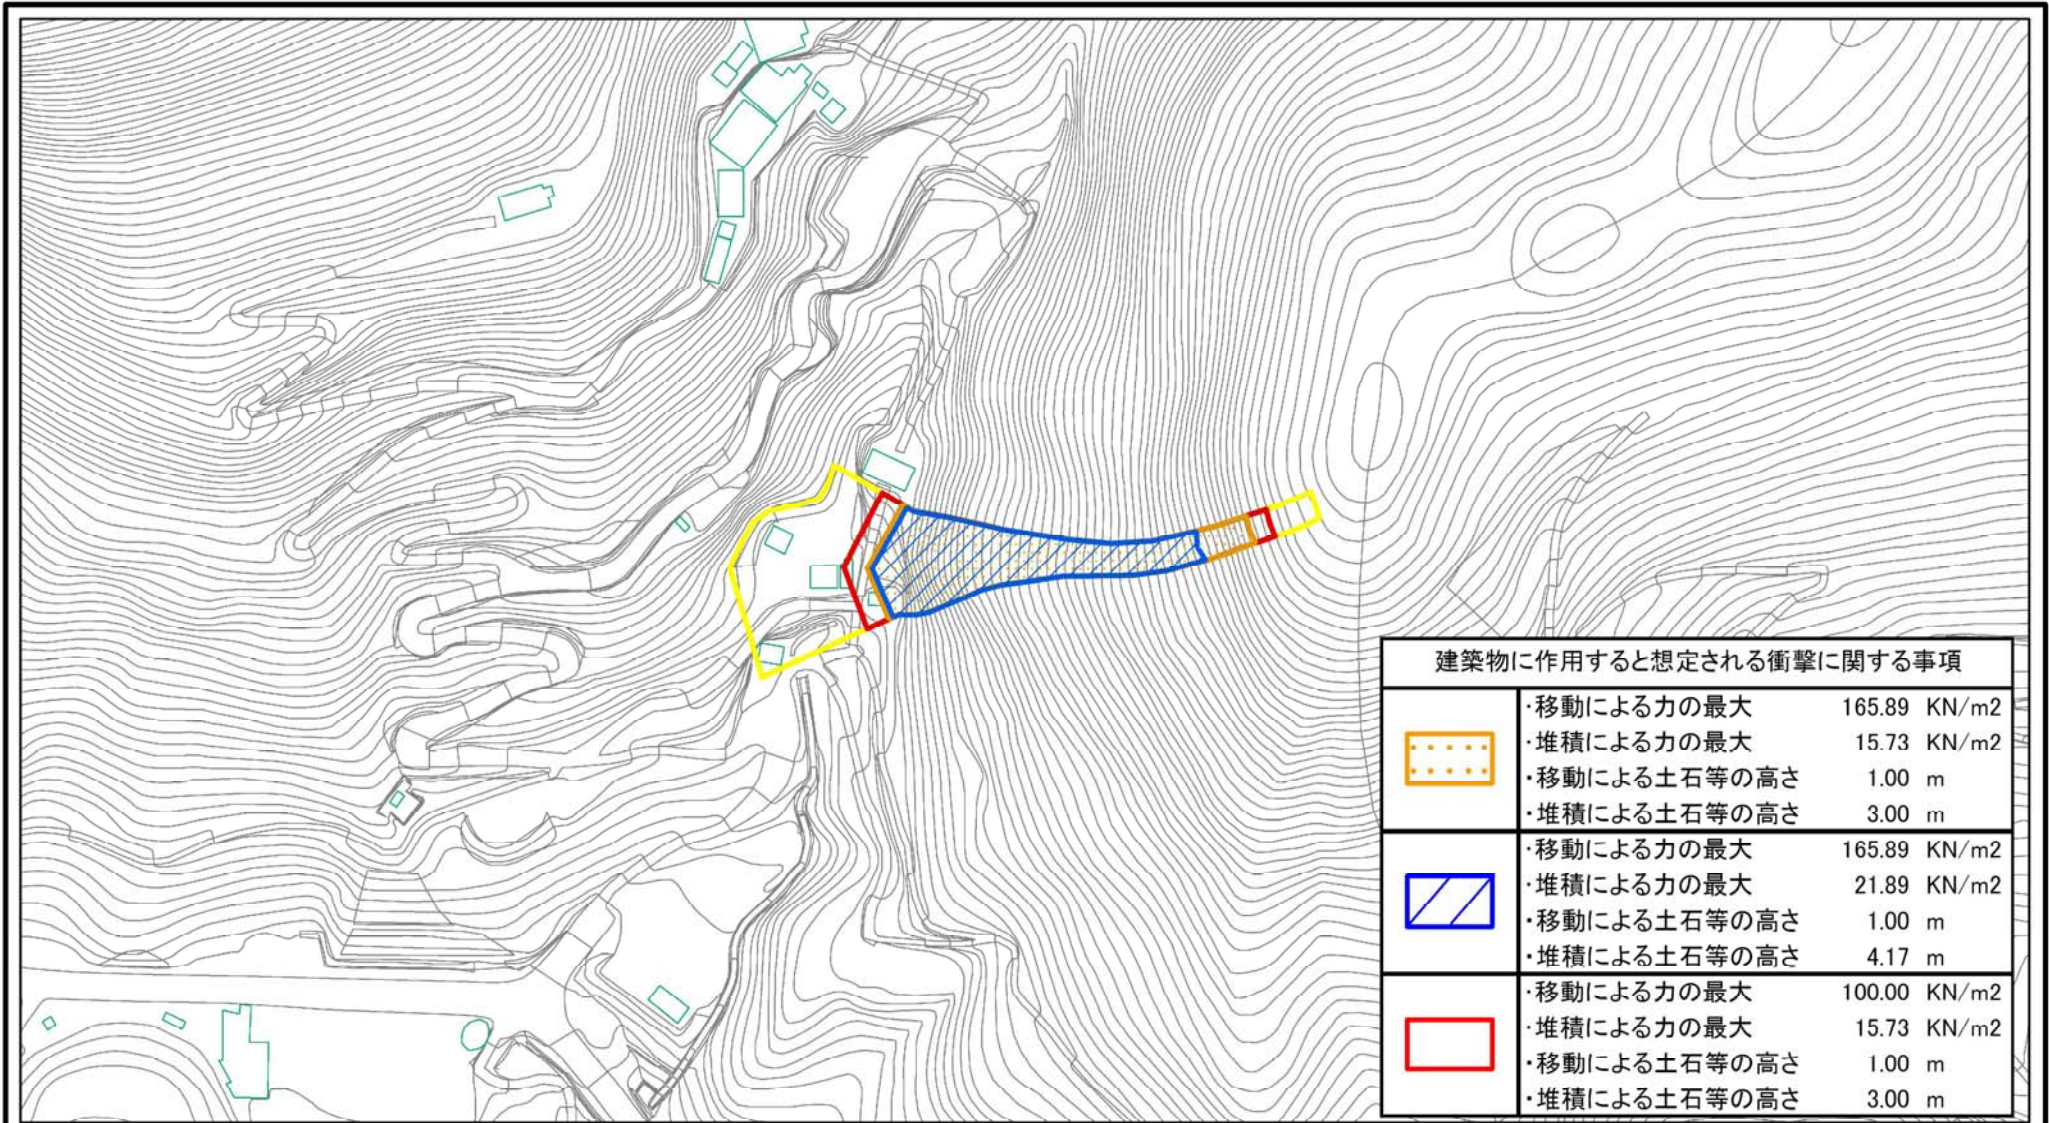 建築物に作用すると想定される衝撃に関する事項
・移動による力の最大 165.89 KN/m2
・堆積による力の最大 15.73 KN/m2
・移動による土石等の高さ 1.00 m
・堆積による土石等の高さ 3.00 m
・移動による力の最大 165.89 KN/m2
・堆積による力の最大 21.89 KN/m2
・移動による土石等の高さ 1.00 m
・堆積による土石等の高さ 4.17 m
・移動による力の最大 100.00 KN/m2
・堆積による力の最大 15.73 KN/m2
・移動による土石等の高さ 1.00 m
・堆積による土石等の高さ 3.00 m